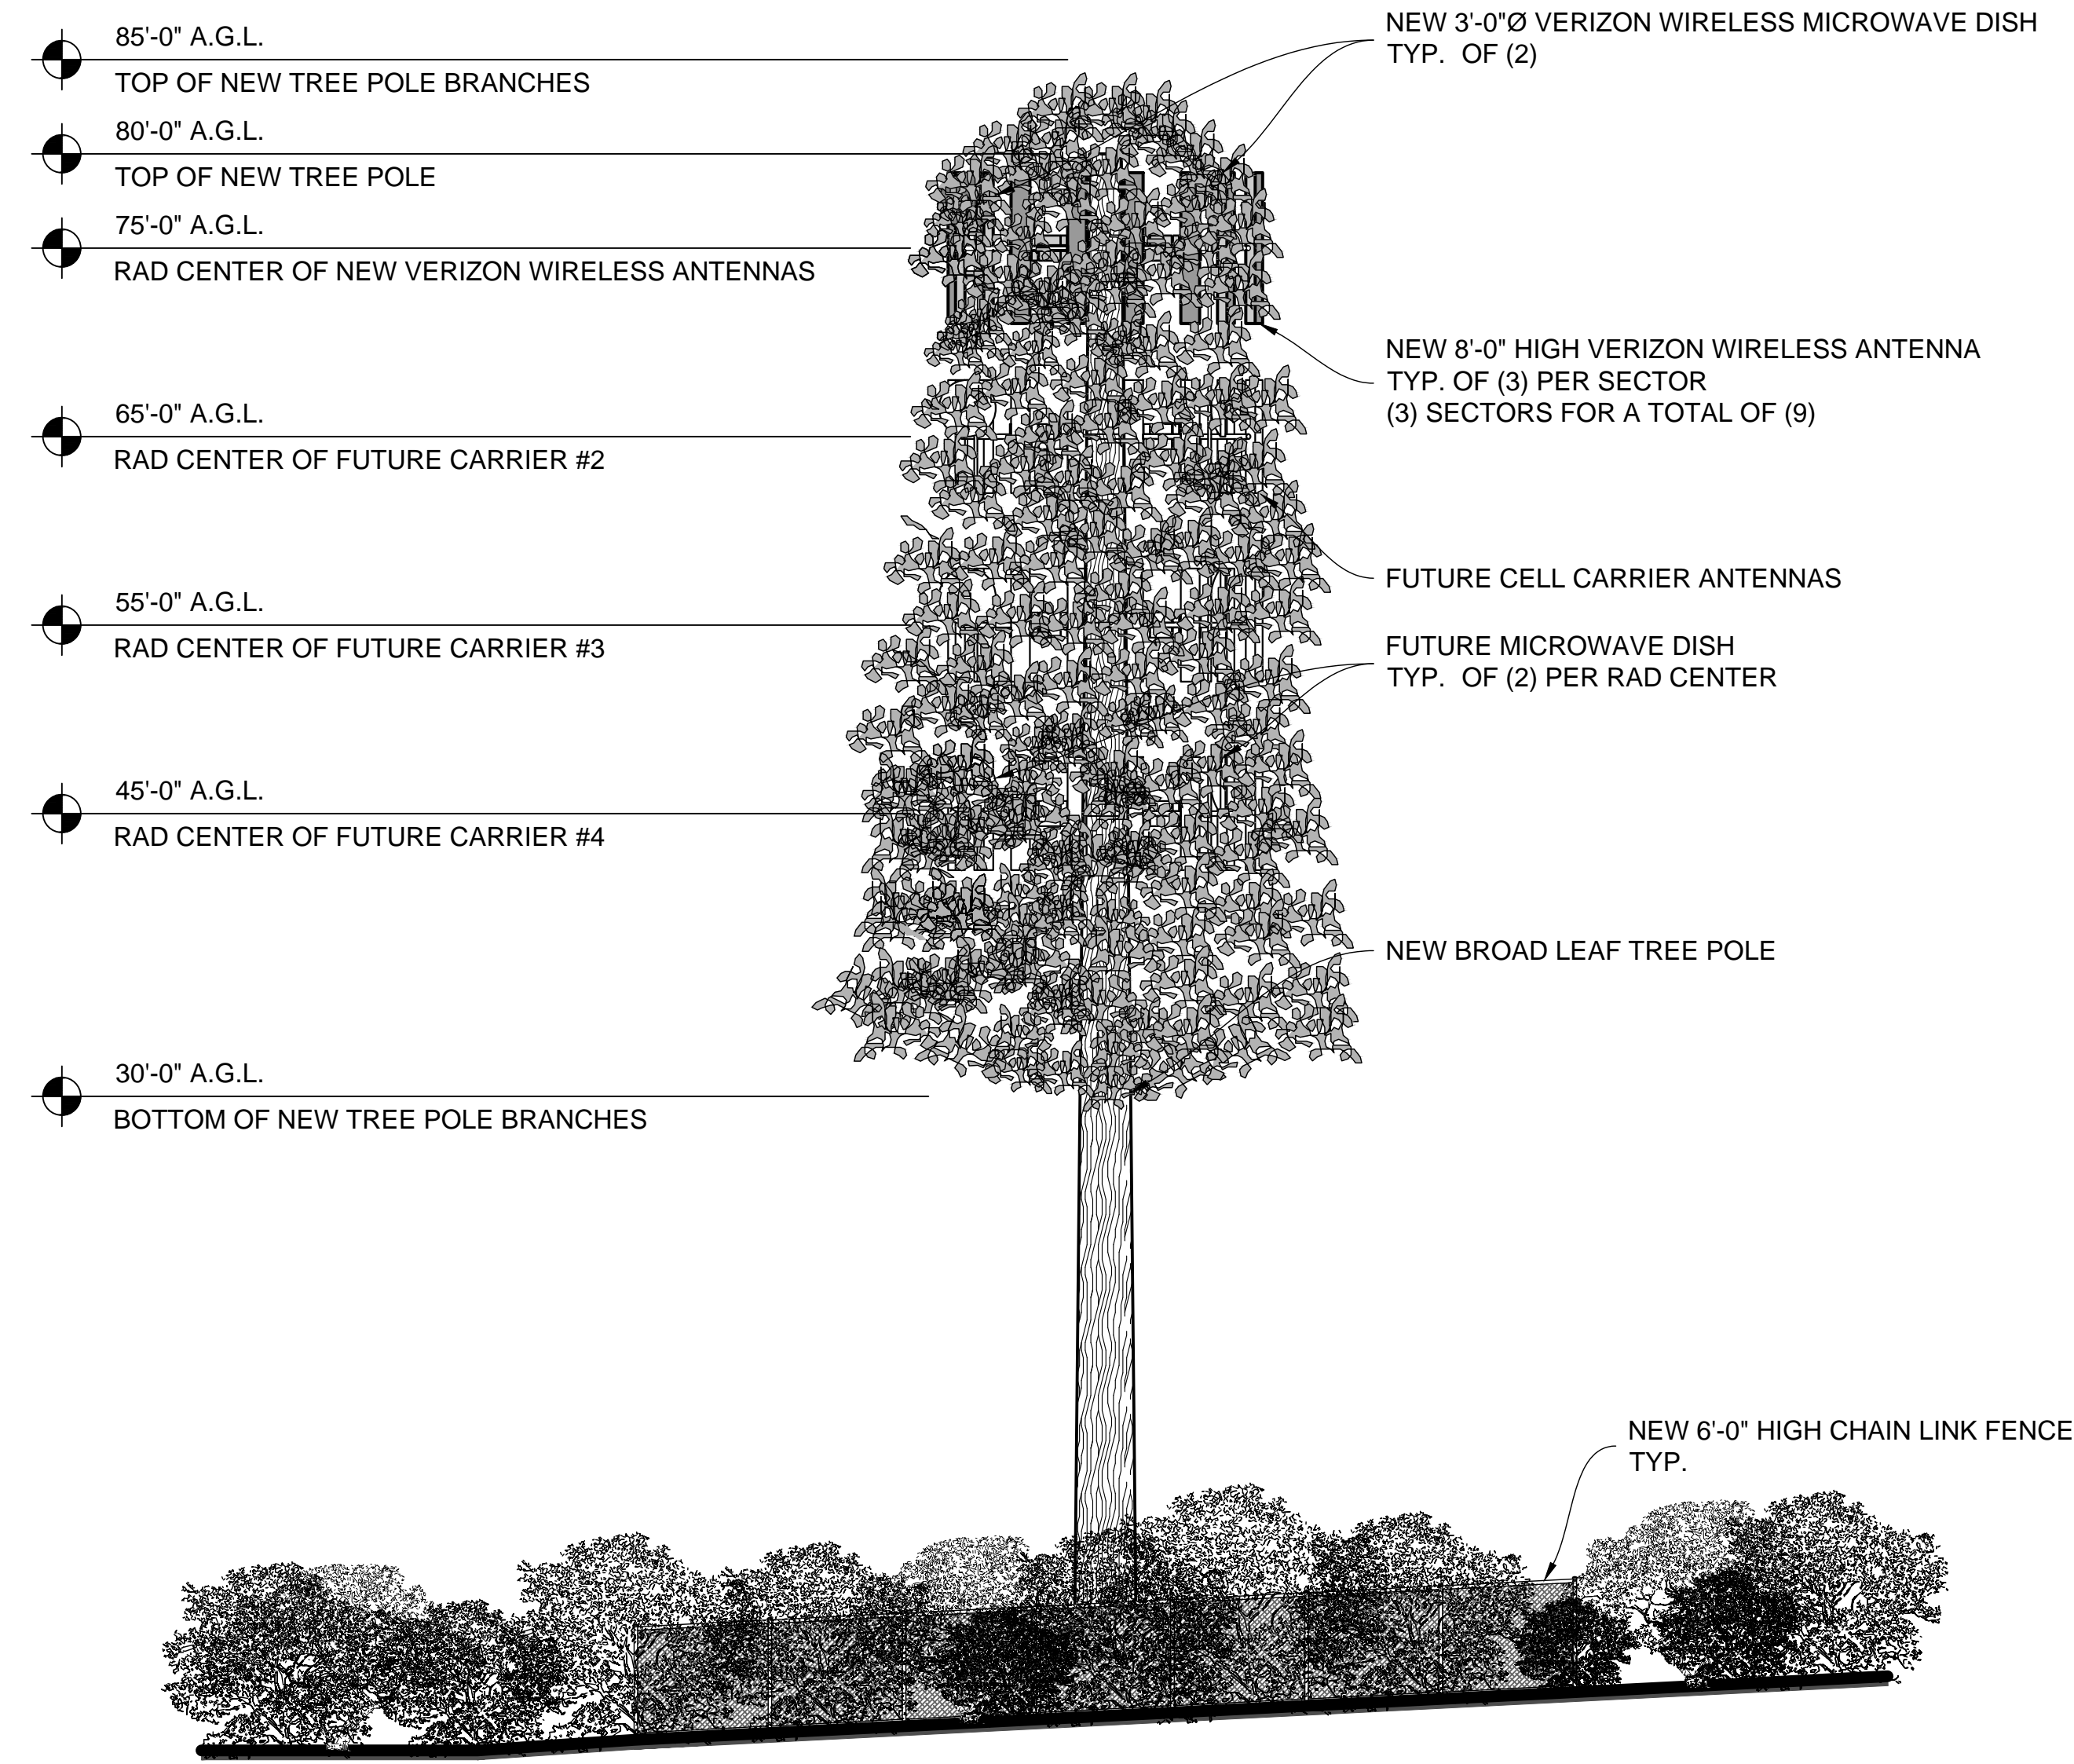 85'-0" A.G.L.
TOP OF NEW TREE POLE BRANCHES
80'-0" A.G.L.
TOP OF NEW TREE POLE
75'-0" A.G.L.
RAD CENTER OF NEW VERIZON WIRELESS ANTENNAS
65'-0" A.G.L.
RAD CENTER OF FUTURE CARRIER #2
55'-0" A.G.L.
RAD CENTER OF FUTURE CARRIER #3
45'-0" A.G.L.
RAD CENTER OF FUTURE CARRIER #4
30'-0" A.G.L.
BOTTOM OF NEW TREE POLE BRANCHES
NEW 3'-0"Ø VERIZON WIRELESS MICROWAVE DISH
TYP. OF (2)
NEW 8'-0" HIGH VERIZON WIRELESS ANTENNA
TYP. OF (3) PER SECTOR
(3) SECTORS FOR A TOTAL OF (9)
FUTURE CELL CARRIER ANTENNAS
FUTURE MICROWAVE DISH
TYP. OF (2) PER RAD CENTER
NEW BROAD LEAF TREE POLE
NEW 6'-0" HIGH CHAIN LINK FENCE
TYP.